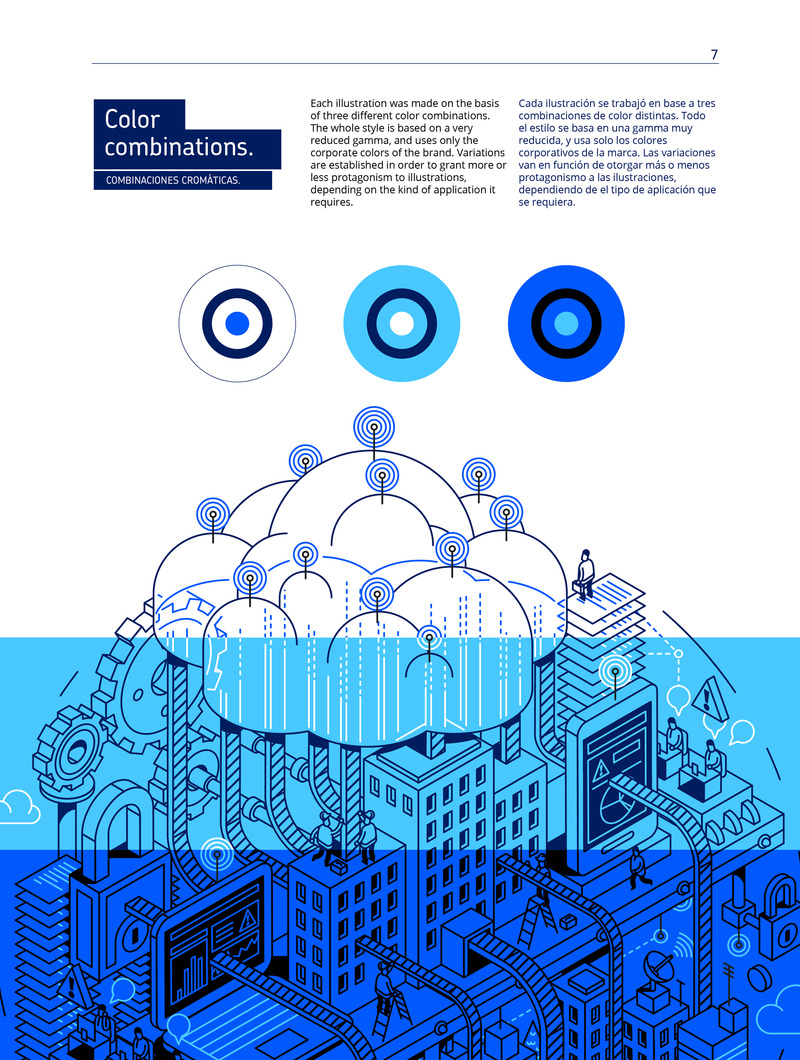 7
Color
combinations.
COMBINACIONES CROMÁTICAS.
Each illustration was made on the basis
of three different color combinations.
The whole style is based on a very
reduced gamma, and uses only the
corporate colors of the brand. Variations
are established in order to grant more or
less protagonism to illustrations,
depending on the kind of application it
requires.
Cada ilustración se trabajó en base a tres
combinaciones de color distintas. Todo
el estilo se basa en una gamma muy
reducida, y usa solo los colores
corporativos de la marca. Las variaciones
van en función de otorgar más o menos
protagonismo a las ilustraciones,
dependiendo de el tipo de aplicación que
se requiera.